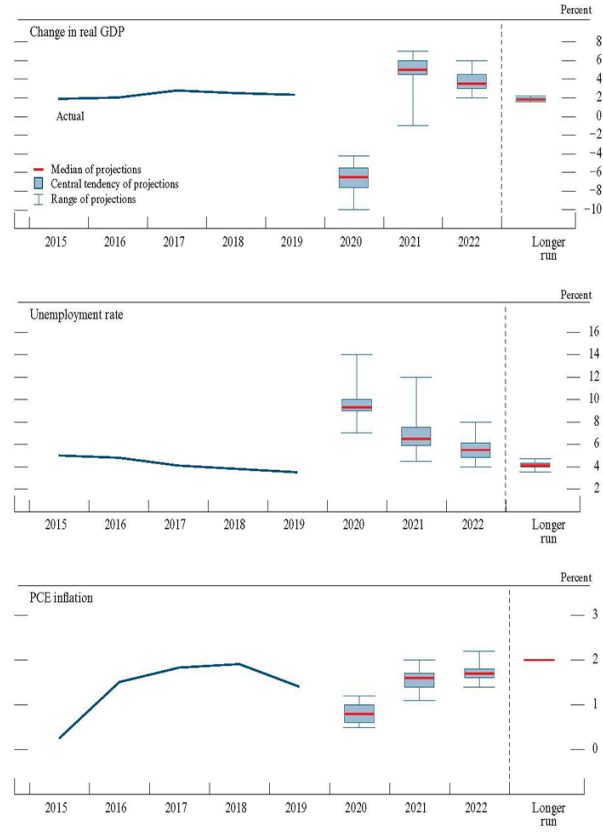 Percent
Change in real GDP
8
6
4
2
0
−2
−4
−6
−8
−10
Actual
Median of projections
Central tendency of projections
Range of projections
2015 2016 2017 2018 2019 2020 2021 2022 Longer
run
Percent
Unemployment rate
16
14
12
10
8
6
4
2
2015 2016 2017 2018 2019 2020 2021 2022 Longer
run
Percent
PCE inflation
3
2
1
0
2015 2016 2017 2018 2019 2020 2021 2022 Longer
run